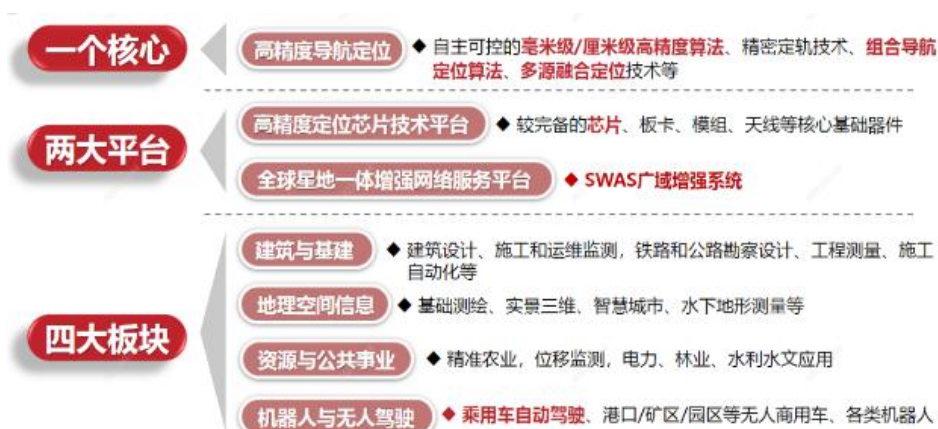 一个核心
高精度导航定位
◆ 自主可控的毫米级/厘米级高精度算法、精密定轨技术、组合导航
定位算法、多源融合定位技术等
两大平台
高精度定位芯片技术平台
◆ 较完备的芯片、板卡、模组、天线等核心基础器件
全球星地一体增强网络服务平台
◆ SWAS广域增强系统
四大板块
建筑与基建
◆ 建筑设计、施工和运维监测，铁路和公路勘察设计、工程测量、施工
自动化等
地理空间信息
◆ 基础测绘、实景三维、智慧城市、水下地形测量等
资源与公共事业
◆ 精准农业，位移监测，电力、林业、水利水文应用
机器人与无人驾驶
◆ 乘用车自动驾驶、港口/矿区/园区等无人商用车、各类机器人